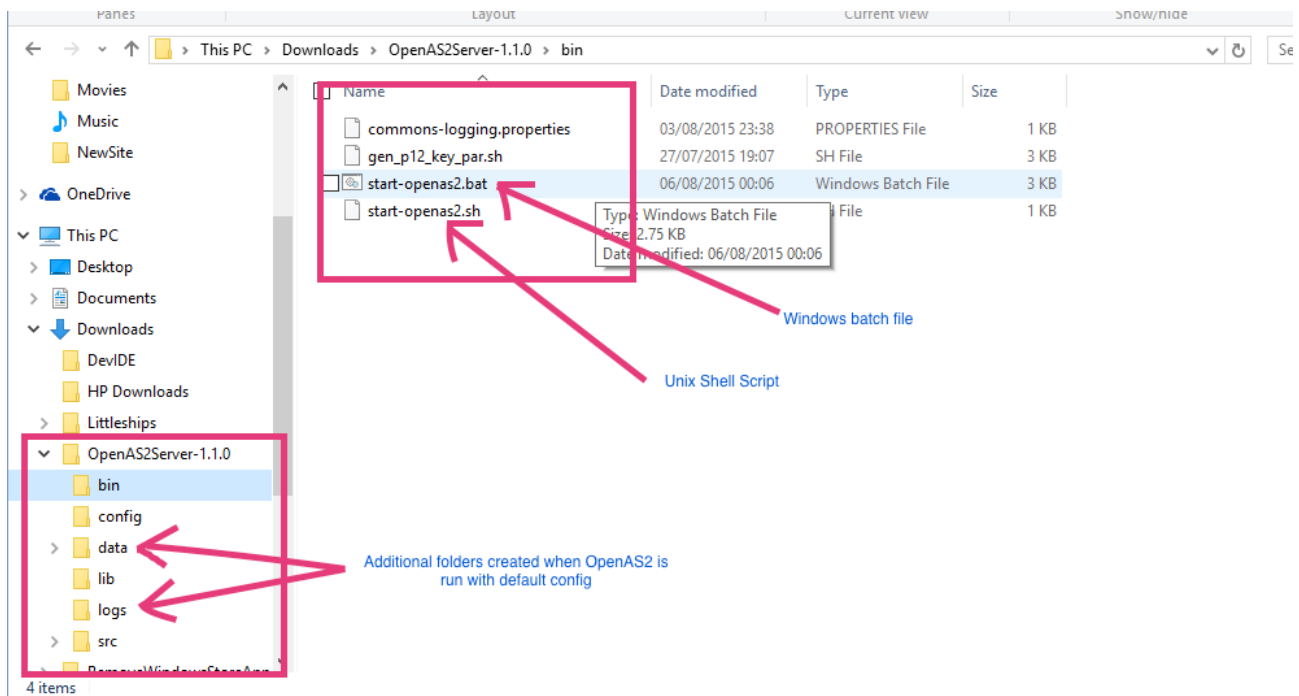 Panes Layout Current view Show/hide
This PC > Downloads > OpenAS2Server-1.1.0 > bin
Movies
Music
NewSite
OneDrive
This PC
Desktop
Documents
Downloads
DevIDE
HP Downloads
Littleships
OpenAS2Server-1.1.0
bin
config
data
lib
logs
src
4 items
Name Date modified Type Size
commons-logging.properties 03/08/2015 23:38 PROPERTIES File 1 KB
gen_p12_key_par.sh 27/07/2015 19:07 SH File 3 KB
start-openas2.bat 06/08/2015 00:06 Windows Batch File 3 KB
start-openas2.sh File 1 KB
Type: Windows Batch File
Size: 2.75 KB
Date modified: 06/08/2015 00:06
Windows batch file
Unix Shell Script
Additional folders created when OpenAS2 is
run with default config